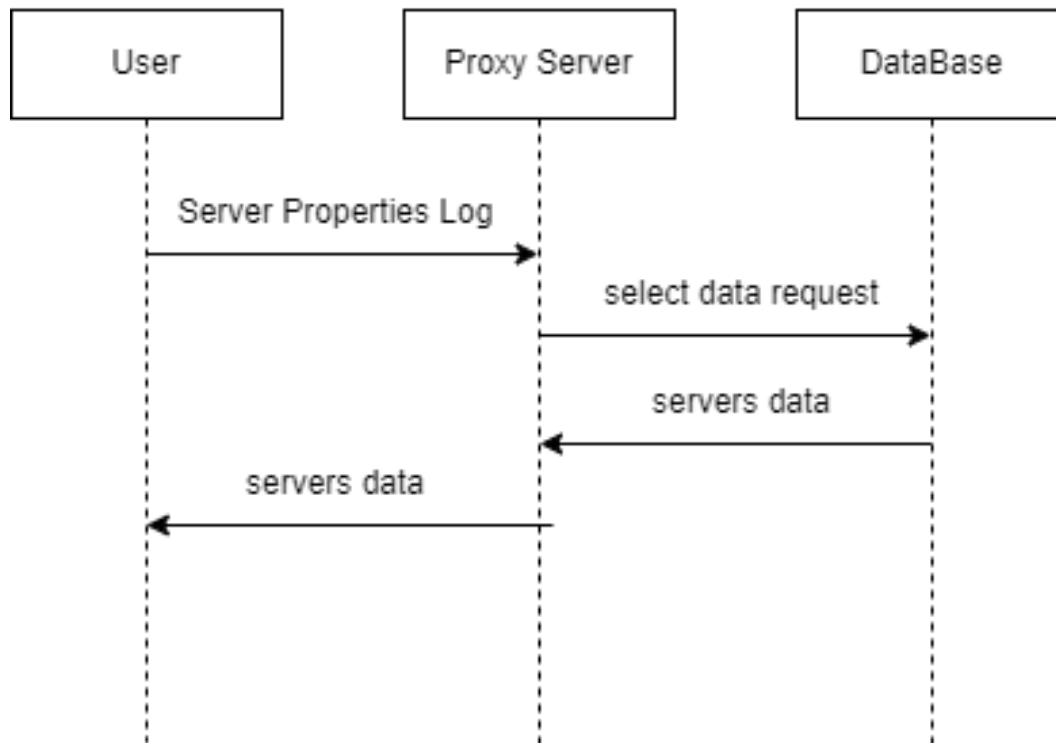 User
Proxy Server
DataBase
Server Properties Log
select data request
servers data
servers data